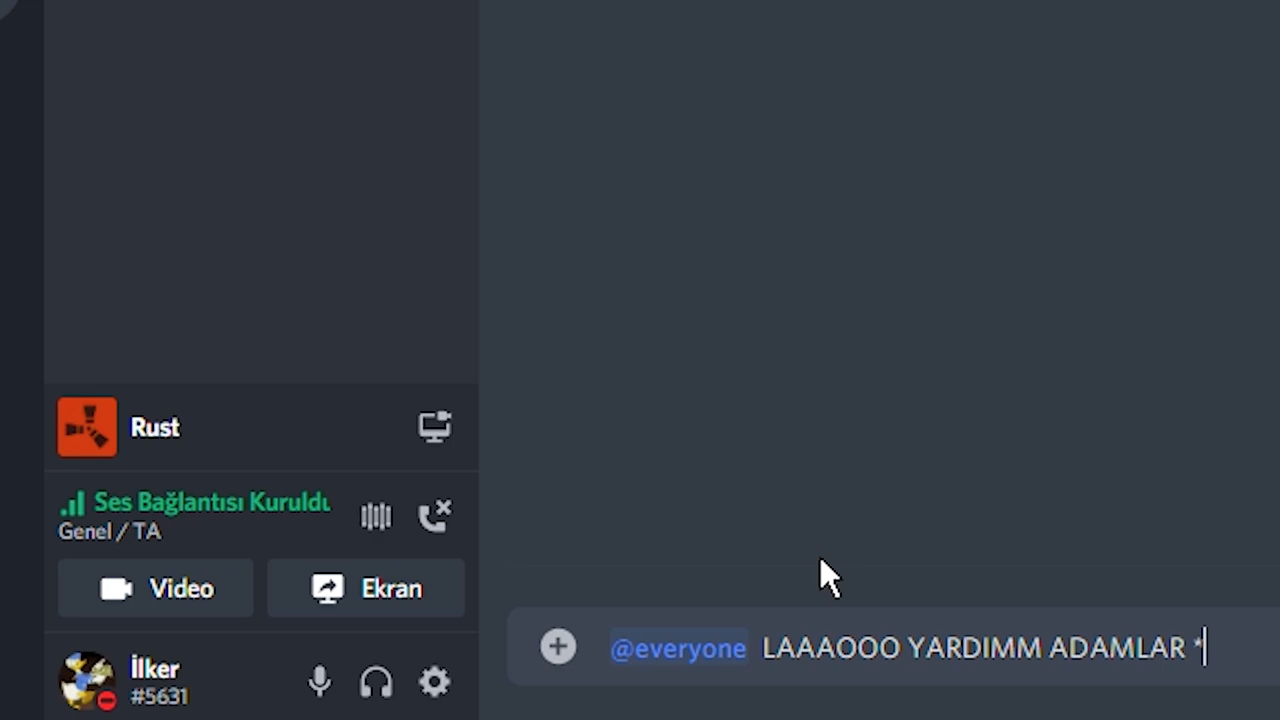 Rust
Ses Bağlantısı Kuruldu
Genel / TA
Video
Ekran
İlker
#5631
@everyone LAAAOOO YARDIMM ADAMLAR *